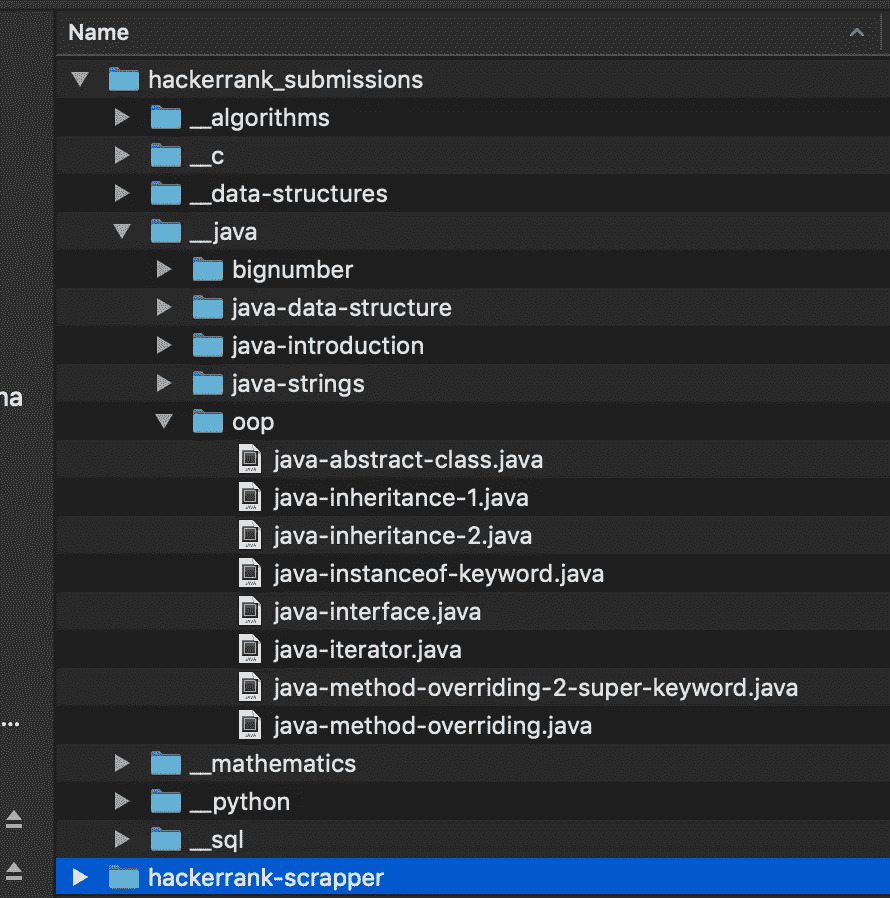 Name
hackerrank_submissions
__algorithms
__c
__data-structures
__java
bignumber
java-data-structure
java-introduction
java-strings
na
oop
java-abstract-class.java
java-inheritance-1.java
java-inheritance-2.java
java-instanceof-keyword.java
java-interface.java
java-iterator.java
java-method-overriding-2-super-keyword.java
...
java-method-overriding.java
__mathematics
__python
__sql
hackerrank-scrapper